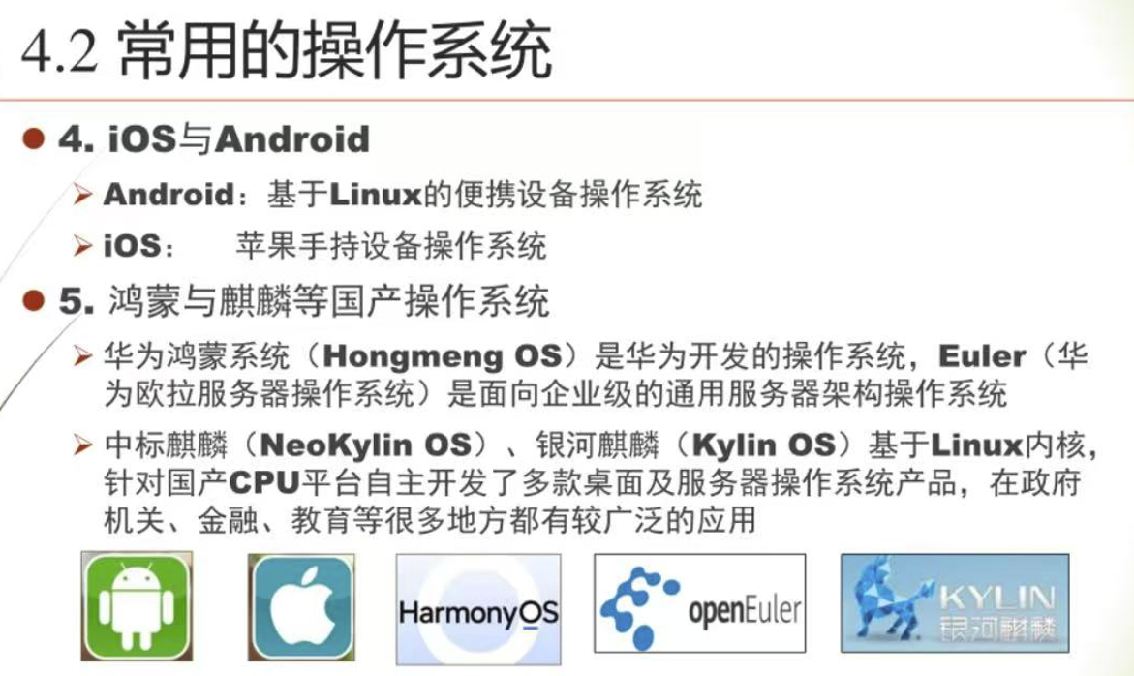 4.2 常用的操作系统
4. iOS与Android
Android：基于Linux的便携设备操作系统
iOS： 苹果手持设备操作系统
5. 鸿蒙与麒麟等国产操作系统
华为鸿蒙系统（Hongmeng OS）是华为开发的操作系统，Euler（华
为欧拉服务器操作系统）是面向企业级的通用服务器架构操作系统
中标麒麟（NeoKylin OS）、银河麒麟（Kylin OS）基于Linux内核，
针对国产CPU平台自主开发了多款桌面及服务器操作系统产品，在政府
机关、金融、教育等很多地方都有较广泛的应用
HarmonyOS
openEuler
KYLIN
银河麒麟